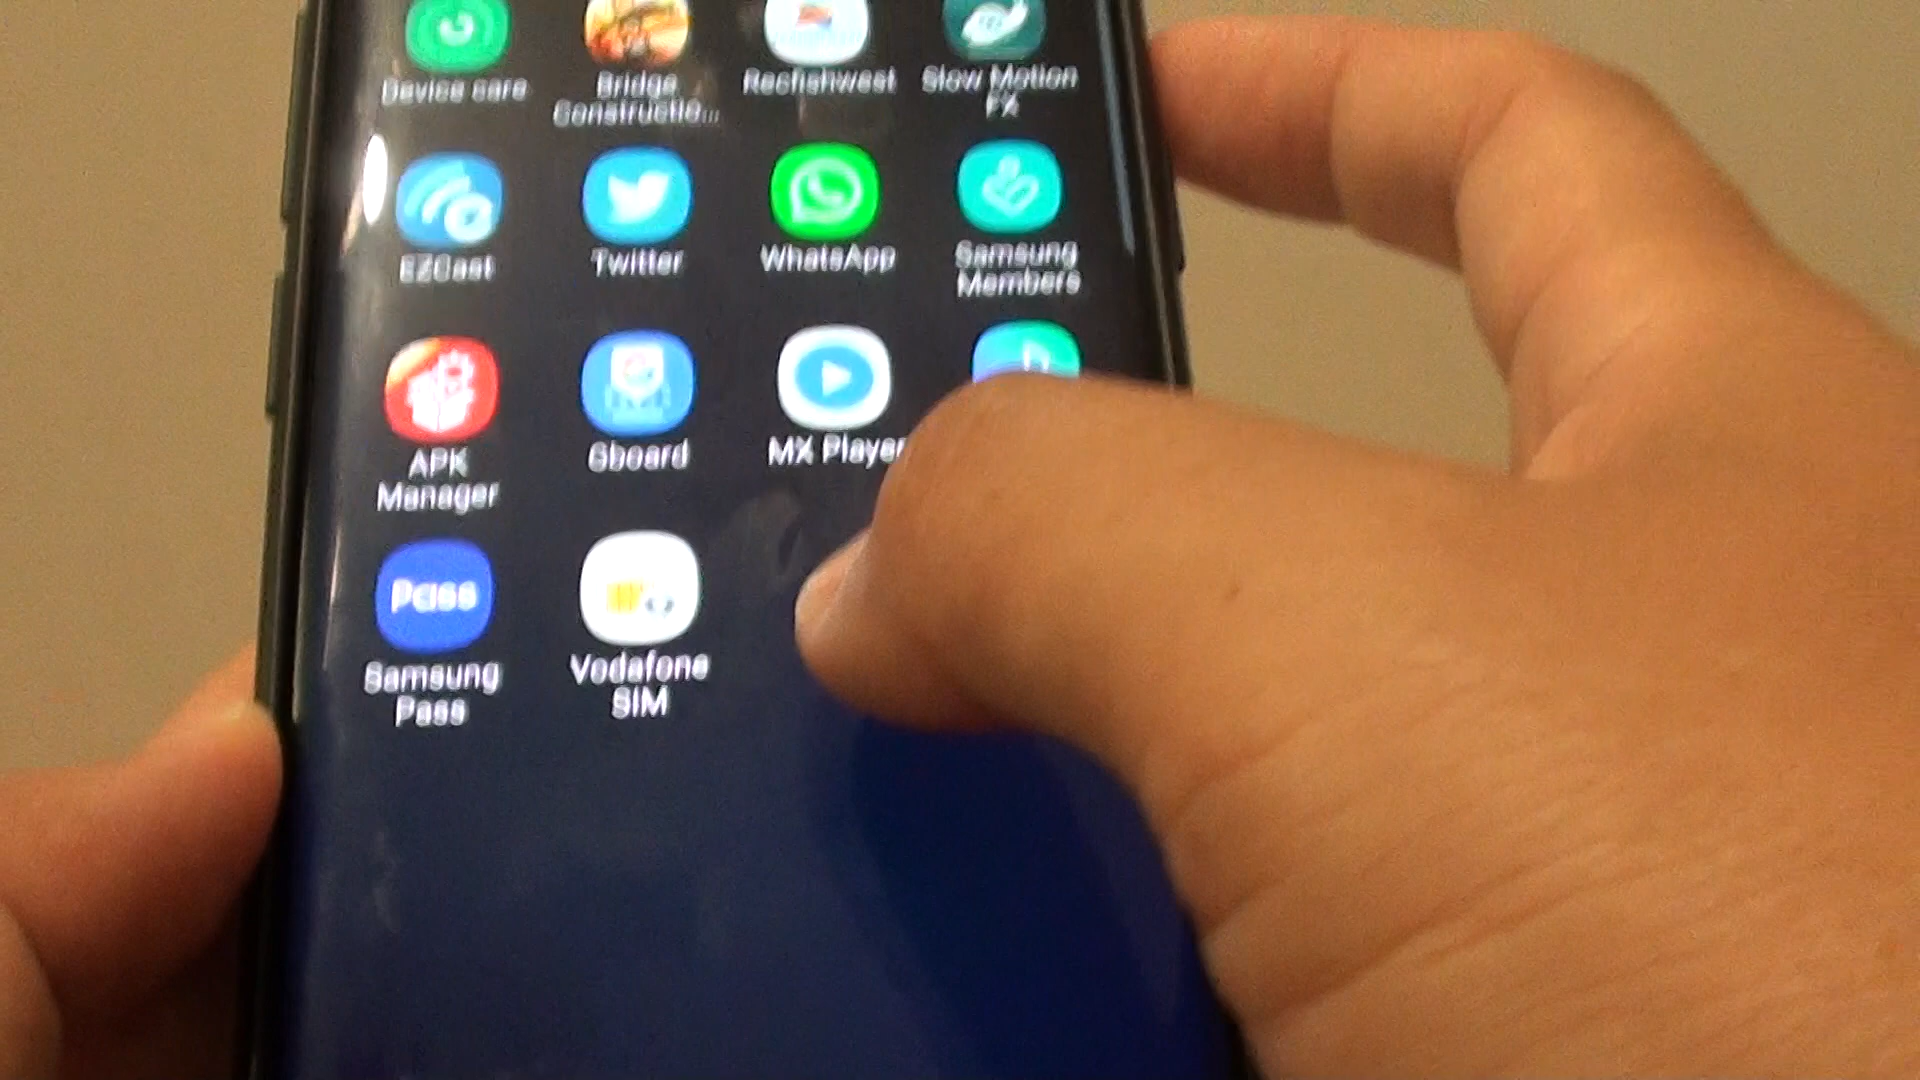 Device care
Bridge
Constructio...
Recfishwest
Slow Motion
FX
EZCast
Twitter
WhatsApp
Samsung
Members
APK
Manager
Gboard
MX Player
Pass
Samsung
Pass
Vodafone
SIM